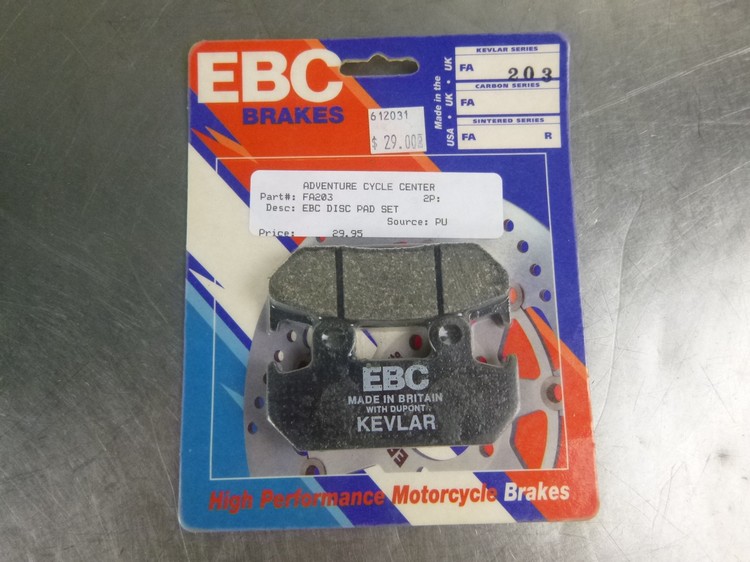 EBC
BRAKES
Made in the
USA • UK • UK
KEVLAR SERIES
FA 203
CARBON SERIES
FA
SINTERED SERIES
FA R
612031
$ 29.00
ADVENTURE CYCLE CENTER
Part#: FA203 2P:
Desc: EBC DISC PAD SET
Source: PU
Price: 29.95
EBC
MADE IN BRITAIN
WITH DUPONT
KEVLAR
High Performance Motorcycle Brakes